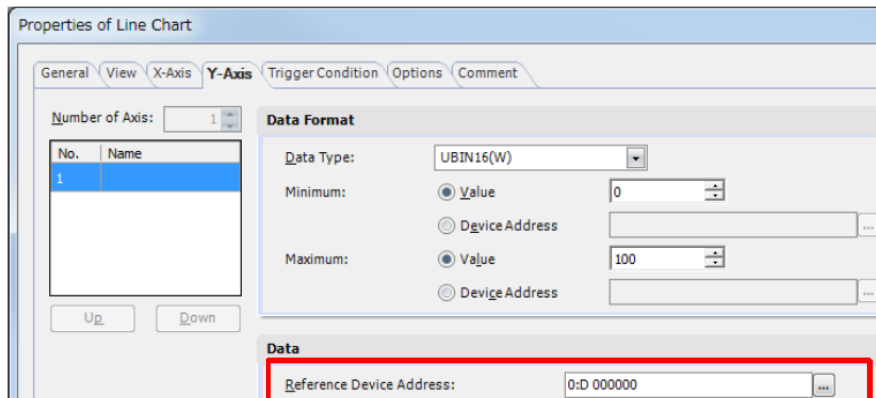 Properties of Line Chart
General View X-Axis Y-Axis Trigger Condition Options Comment
Number of Axis: 1
No. Name
1
Up Down
Data Format
Data Type: UBIN16(W)
Minimum: Value 0
Device Address ...
Maximum: Value 100
Device Address ...
Data
Reference Device Address: 0:D 000000 ...